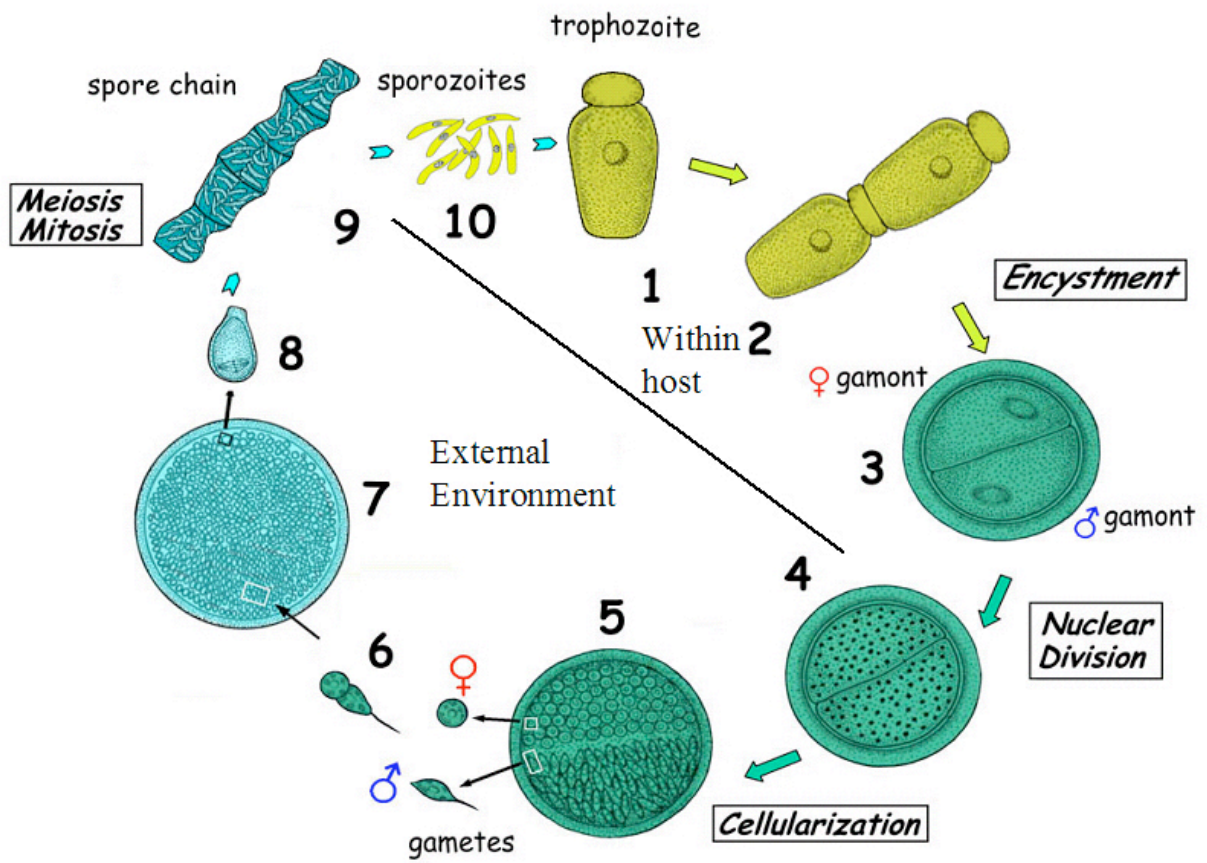 trophozoite
spore chain
sporozoites
Meiosis
Mitosis
9
10
1
Within
host
2
Encystment
♀ gamont
3
♂ gamont
8
7
External
Environment
4
Nuclear
Division
5
6
♀
♂
gametes
Cellularization